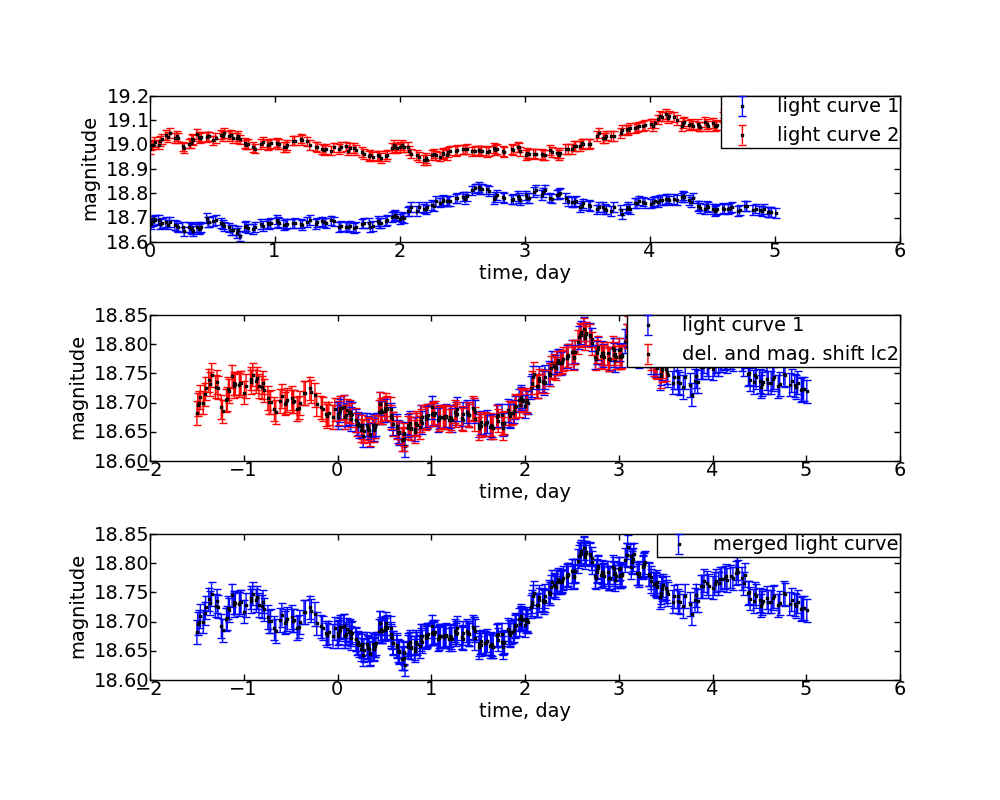 19.2
19.1
19.0
18.9
18.8
18.7
18.6
magnitude
light curve 1
light curve 2
0 1 2 3 4 5 6
time, day
18.85
18.80
18.75
18.70
18.65
18.60
magnitude
light curve 1
del. and mag. shift lc2
−2 −1 0 1 2 3 4 5 6
time, day
18.85
18.80
18.75
18.70
18.65
18.60
magnitude
merged light curve
−2 −1 0 1 2 3 4 5 6
time, day